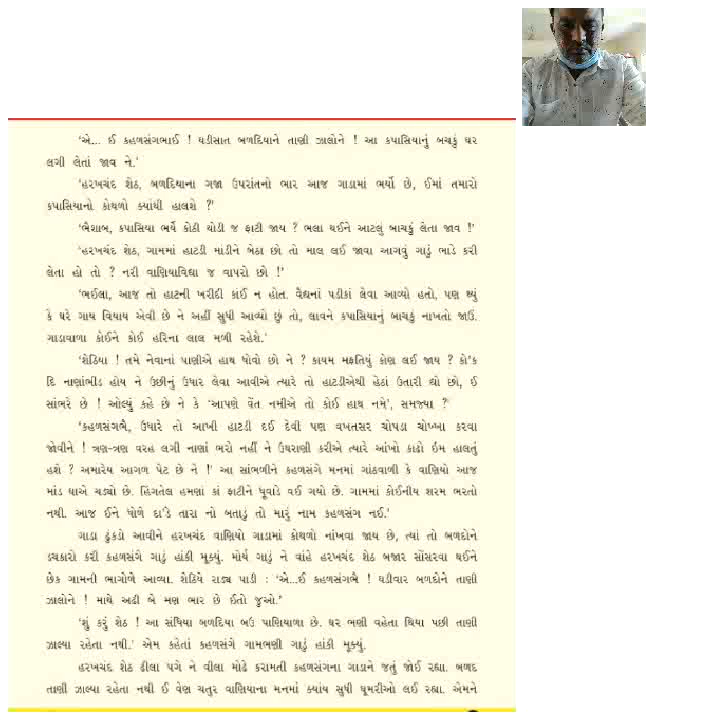 'એ... ઈ કહળસંગભાઈ ! ઘડીસાત બળદિયાને તાણી ઝાલોને !! આ કપાસિયાનું બચકું ઘર
લગી લેતાં જાવ ને.'
'હરખચંદ શેઠ, બળદિયાના ગજા ઉપરાંતનો ભાર આજ ગાડામાં ભર્યો છે, ઈમાં તમારો
કપાસિયાનો કોથળો ક્યાંથી હાલશે ?'
'ભૈશાબ, કપાસિયા ભાર્યે કોઠી થોડી જ ફાટી જાય ? ભલા થઈને આટલું બાચકું લેતા જાવ !'
'હરખચંદ શેઠ, ગામમાં હાટડી માંડીને બેઠા છો તો માલ લઈ જાવા આગવું ગાડું ભાડે કરી
લેતા હો તો ? નરી વાણિયાવિદ્યા જ વાપરો છો !'
'ભઈલા, આજ તો હાટની ખરીદી કાંઈ ન હોત. વૈદ્યનાં પડીકાં લેવા આવ્યો હતો, પણ થ્યું
કે ઘરે ગાય વિયાય એવી છે ને અહીં સુધી આવ્યો છું તો, લાવને કપાસિયાનું બાચકું નાખતો જાઉં.
ગાડાવાળા કોઈને કોઈ હરિના લાલ મળી રહેશે.'
'શેઠિયા ! તમે નેવાનાં પાણીએ હાથ ધોવો છો ને ? કાયમ મફતિયું કોણ લઈ જાય ? કો'ક
દિ નાણાંભીડ હોય ને ઉછીનું ઉધાર લેવા આવીએ ત્યારે તો હાટડીએથી હેઠાં ઉતારી દ્યો છો, ઈ
સાંભરે છે ! ઓલ્યું કહે છે ને કે 'આપણે વેંત નમીએ તો કોઈ હાથ નમે', સમજ્યા ?'
'કહળસંગભૈ, ઉધારે તો આખી હાટડી દઈ દેવી પણ વખતસર ચોપડા ચોખ્ખા કરવા
જોવીને ! ત્રણ-ત્રણ વરહ લગી નાણાં ભરો નહીં ને ઉઘરાણી કરીએ ત્યારે આંખો કાઢો ઇમ હાલતું
હશે ? અમારેય આગળ પેટ છે ને !' આ સાંભળીને કહળસંગે મનમાં ગાંઠવાળી કે વાણિયો આજ
માંડ ઘાએ ચડ્યો છે. હિંગતેલ હમણાં કાં ફાટીને ધૂવાડે વઈ ગયો છે. ગામમાં કોઈનીય શરમ ભરતો
નથી. આજ ઈને ધોળે દા'ડે તારા નો બતાડું તો મારું નામ કહળસંગ નઈ.'
ગાડા ઢુંકડો આવીને હરખચંદ વાણિયો ગાડામાં કોથળો નાંખવા જાય છે, ત્યાં તો બળદોને
ડચકારો કરી કહળસંગે ગાડું હાંકી મૂક્યું. મોર્ય ગાડું ને વાંહે હરખચંદ શેઠ બજાર સોંસરવા થઈને
છેક ગામની ભાગોળે આવ્યા. શેઠિયે રાડ્ય પાડી : 'એ...ઈ કહળસંગભૈ ! ઘડીવાર બળદોને તાણી
ઝાલોને ! માથે અઢી બે મણ ભાર છે ઈતો જુઓ.'
'શું કરું શેઠ ! આ સંધિયા બળદિયા બઉ પાણિયાળા છે. ઘર ભણી વહેતા થિયા પછી તાણી
ઝાલ્યા રહેતા નથી.' એમ કહેતાં કહળસંગે ગામભણી ગાડું હાંકી મૂક્યું.
હરખચંદ શેઠ ઢીલા પગે ને વીલા મોઢે કરામતી કહળસંગના ગાડાને જતું જોઈ રહ્યા. બળદ
તાણી ઝાલ્યા રહેતા નથી ઈ વેણ ચતુર વાણિયાના મનમાં ક્યાંય સુધી ઘૂમરીઓ લઈ રહ્યા. એમને